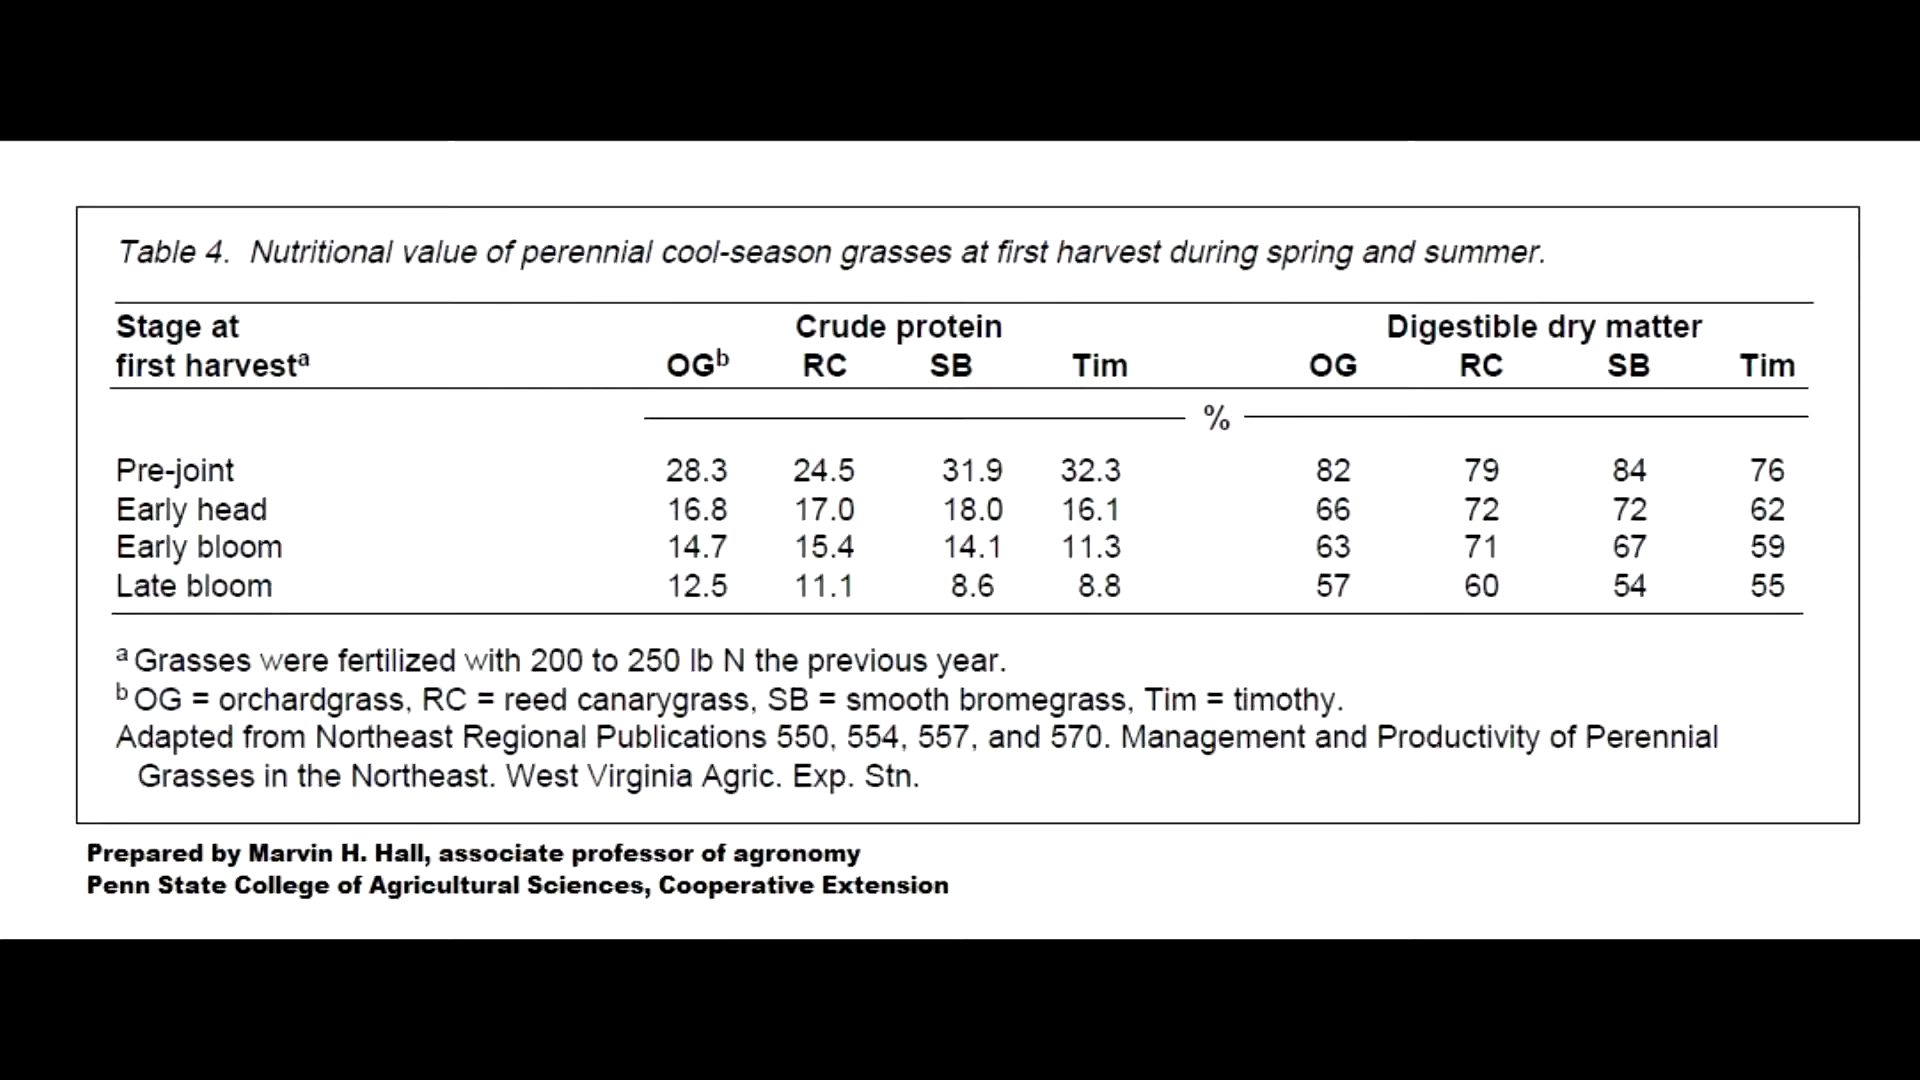 Table 4. Nutritional value of perennial cool-season grasses at first harvest during spring and summer.
Stage at Crude protein Digestible dry matter
first harvestᵃ OGᵇ RC SB Tim OG RC SB Tim
%
Pre-joint 28.3 24.5 31.9 32.3 82 79 84 76
Early head 16.8 17.0 18.0 16.1 66 72 72 62
Early bloom 14.7 15.4 14.1 11.3 63 71 67 59
Late bloom 12.5 11.1 8.6 8.8 57 60 54 55
ᵃ Grasses were fertilized with 200 to 250 lb N the previous year.
ᵇ OG = orchardgrass, RC = reed canarygrass, SB = smooth bromegrass, Tim = timothy.
Adapted from Northeast Regional Publications 550, 554, 557, and 570. Management and Productivity of Perennial
Grasses in the Northeast. West Virginia Agric. Exp. Stn.
Prepared by Marvin H. Hall, associate professor of agronomy
Penn State College of Agricultural Sciences, Cooperative Extension